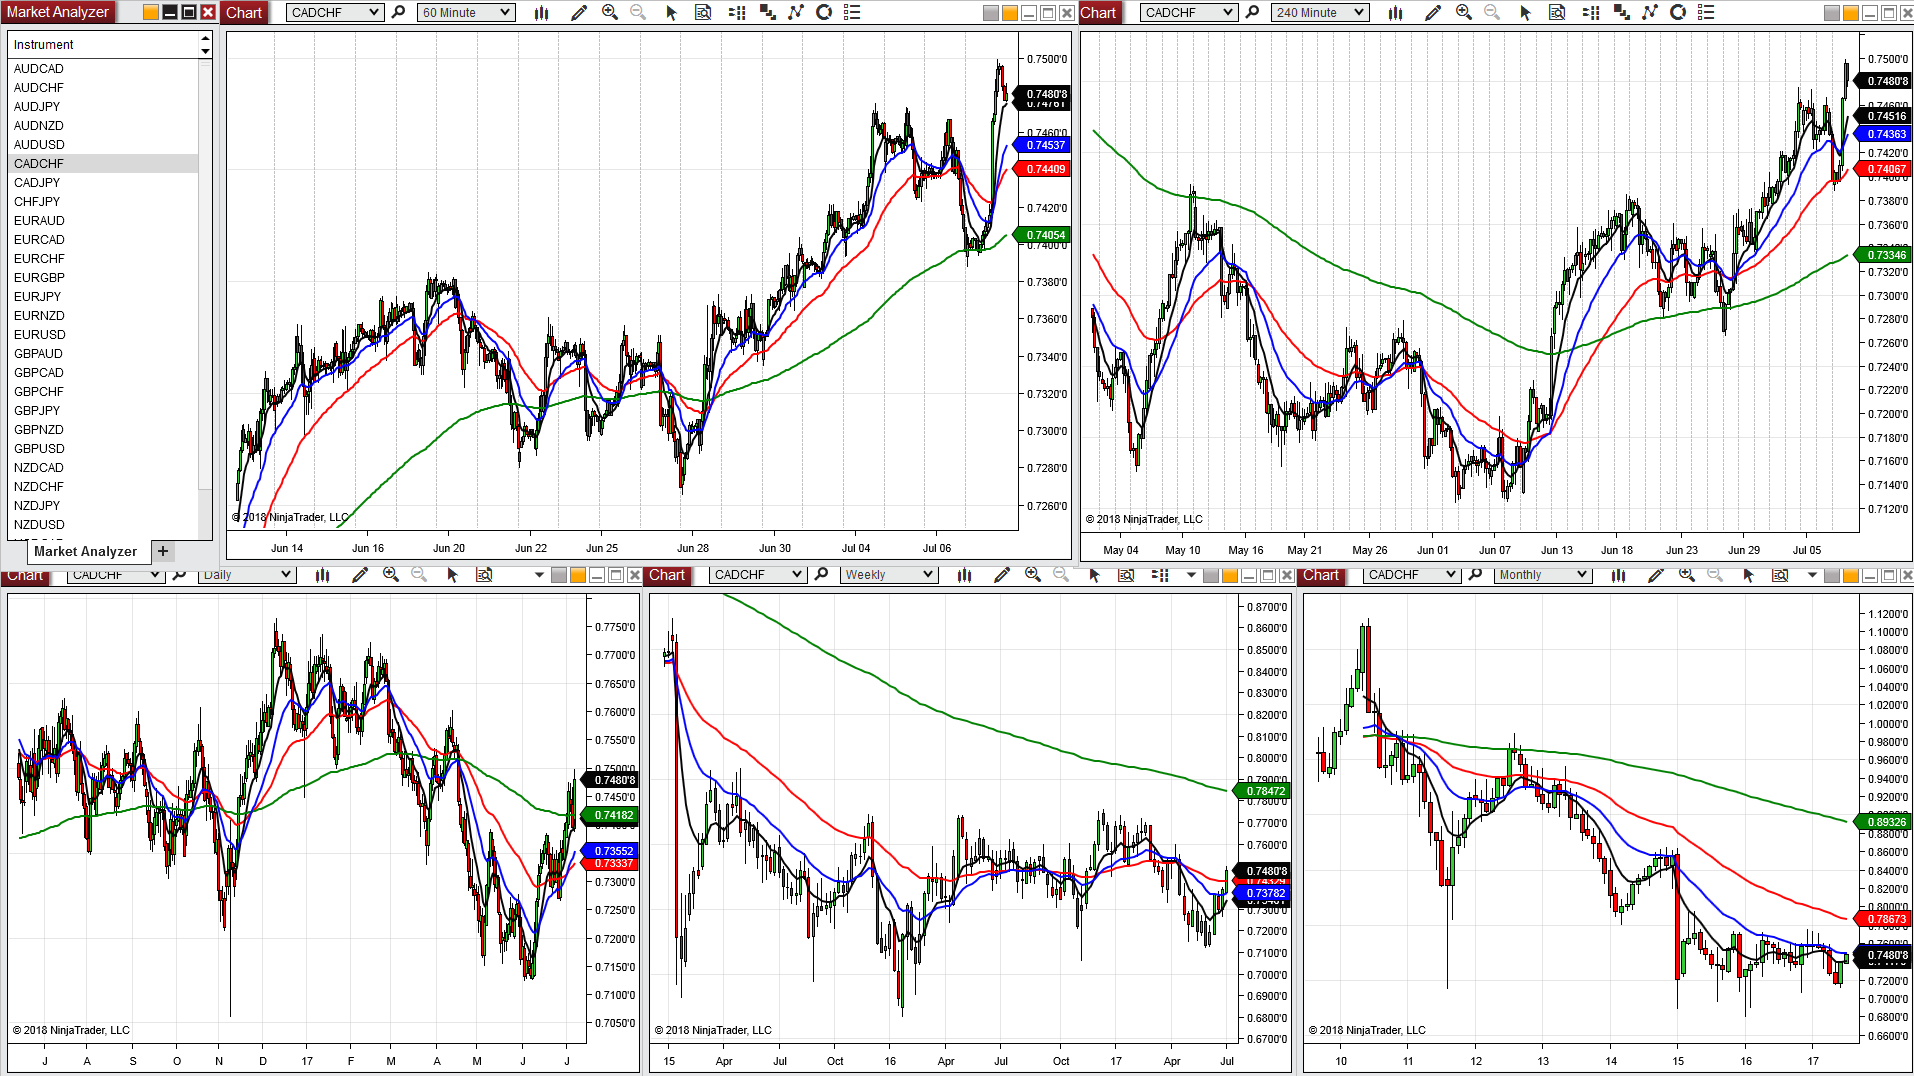 Market Analyzer
Instrument
AUDCAD
AUDCHF
AUDJPY
AUDNZD
AUDUSD
CADCHF
CADJPY
CHFJPY
EURAUD
EURCAD
EURCHF
EURGBP
EURJPY
EURNZD
EURUSD
GBPAUD
GBPCAD
GBPCHF
GBPJPY
GBPNZD
GBPUSD
NZDCAD
NZDCHF
NZDJPY
NZDUSD
Market Analyzer +
Chart CADCHF 60 Minute
0.7500'0
0.7480'8
0.7460'0
0.74537
0.74409
0.7420'0
0.74054
0.7400'0
0.7380'0
0.7360'0
0.7340'0
0.7320'0
0.7300'0
0.7280'0
0.7260'0
© 2018 NinjaTrader, LLC
Jun 14 Jun 16 Jun 20 Jun 22 Jun 25 Jun 28 Jun 30 Jul 04 Jul 06
Chart CADCHF 240 Minute
0.7500'0
0.7480'8
0.7460'0
0.74516
0.74363
0.7420'0
0.74067
0.7400'0
0.7380'0
0.7360'0
0.73346
0.7320'0
0.7300'0
0.7280'0
0.7260'0
0.7240'0
0.7220'0
0.7200'0
0.7180'0
0.7160'0
0.7140'0
0.7120'0
© 2018 NinjaTrader, LLC
May 04 May 10 May 16 May 21 May 26 Jun 01 Jun 07 Jun 13 Jun 18 Jun 23 Jun 29 Jul 05
Chart CADCHF Daily
0.7750'0
0.7700'0
0.7650'0
0.7600'0
0.7550'0
0.7500'0
0.7480'8
0.7450'0
0.74182
0.73552
0.73337
0.7300'0
0.7250'0
0.7200'0
0.7150'0
0.7100'0
0.7050'0
© 2018 NinjaTrader, LLC
J A S O N D 17 F M A M J J
Chart CADCHF Weekly
0.8700'0
0.8600'0
0.8500'0
0.8400'0
0.8300'0
0.8200'0
0.8100'0
0.8000'0
0.7900'0
0.78472
0.7800'0
0.7700'0
0.7600'0
0.7480'8
0.73782
0.7300'0
0.7200'0
0.7100'0
0.7000'0
0.6900'0
0.6800'0
0.6700'0
© 2018 NinjaTrader, LLC
15 Apr Jul Oct 16 Apr Jul Oct 17 Apr Jul
Chart CADCHF Monthly
1.1200'0
1.1000'0
1.0800'0
1.0600'0
1.0400'0
1.0200'0
1.0000'0
0.9800'0
0.9600'0
0.9400'0
0.9200'0
0.89326
0.8800'0
0.8600'0
0.8400'0
0.8200'0
0.8000'0
0.78673
0.7480'8
0.7200'0
0.7000'0
0.6800'0
0.6600'0
© 2018 NinjaTrader, LLC
10 11 12 13 14 15 16 17